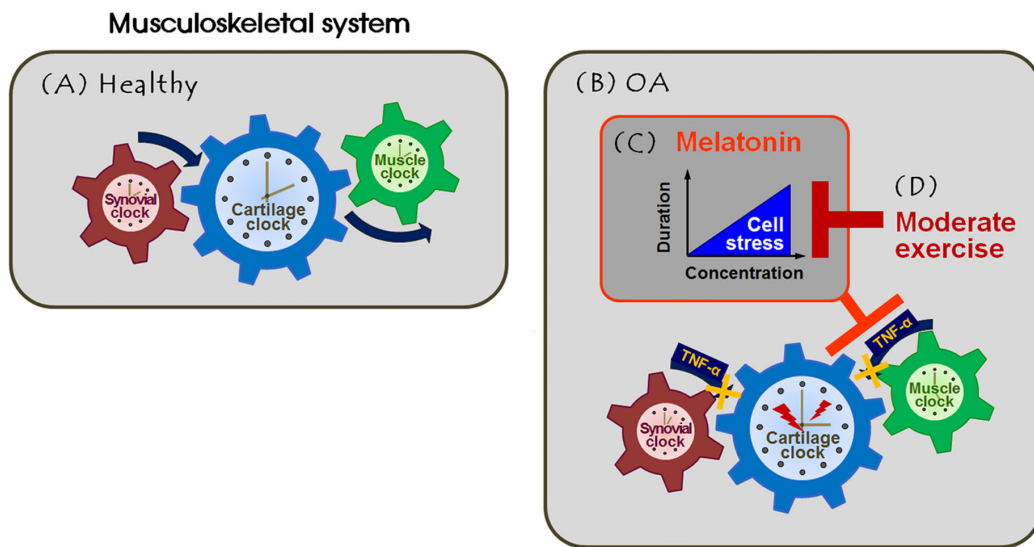 Musculoskeletal system
(A) Healthy
Synovial
clock
Cartilage
clock
Muscle
clock
(B) OA
(C) Melatonin
Duration
Cell
stress
Concentration
(D)
Moderate
exercise
TNF-α
TNF-α
Synovial
clock
Cartilage
clock
Muscle
clock